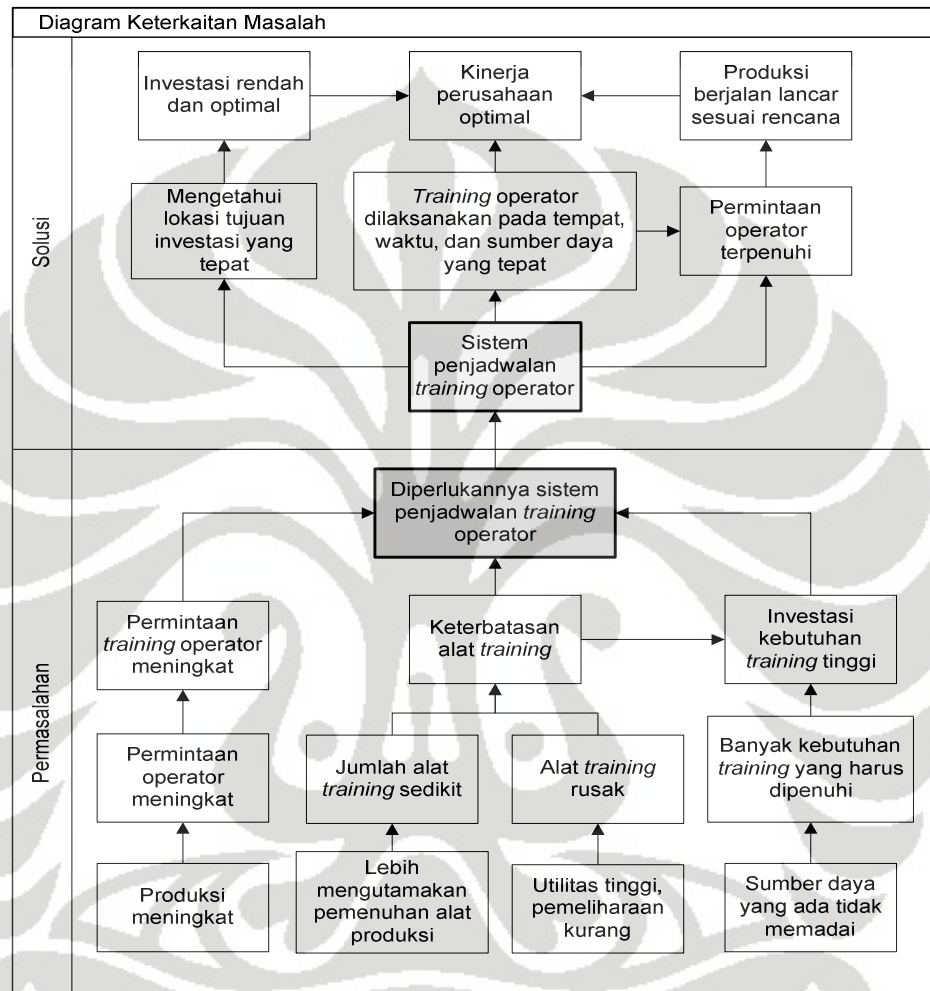 Diagram Keterkaitan Masalah
Solusi
Investasi rendah
dan optimal
Kinerja
perusahaan
optimal
Produksi
berjalan lancar
sesuai rencana
Mengetahui
lokasi tujuan
investasi yang
tepat
Training operator
dilaksanakan pada tempat,
waktu, dan sumber daya
yang tepat
Permintaan
operator
terpenuhi
Sistem
penjadwalan
training operator
Permasalahan
Diperlukannya sistem
penjadwalan training
operator
Permintaan
training operator
meningkat
Keterbatasan
alat training
Investasi
kebutuhan
training tinggi
Permintaan
operator
meningkat
Jumlah alat
training sedikit
Alat training
rusak
Banyak kebutuhan
training yang harus
dipenuhi
Produksi
meningkat
Lebih
mengutamakan
pemenuhan alat
produksi
Utilitas tinggi,
pemeliharaan
kurang
Sumber daya
yang ada tidak
memadai